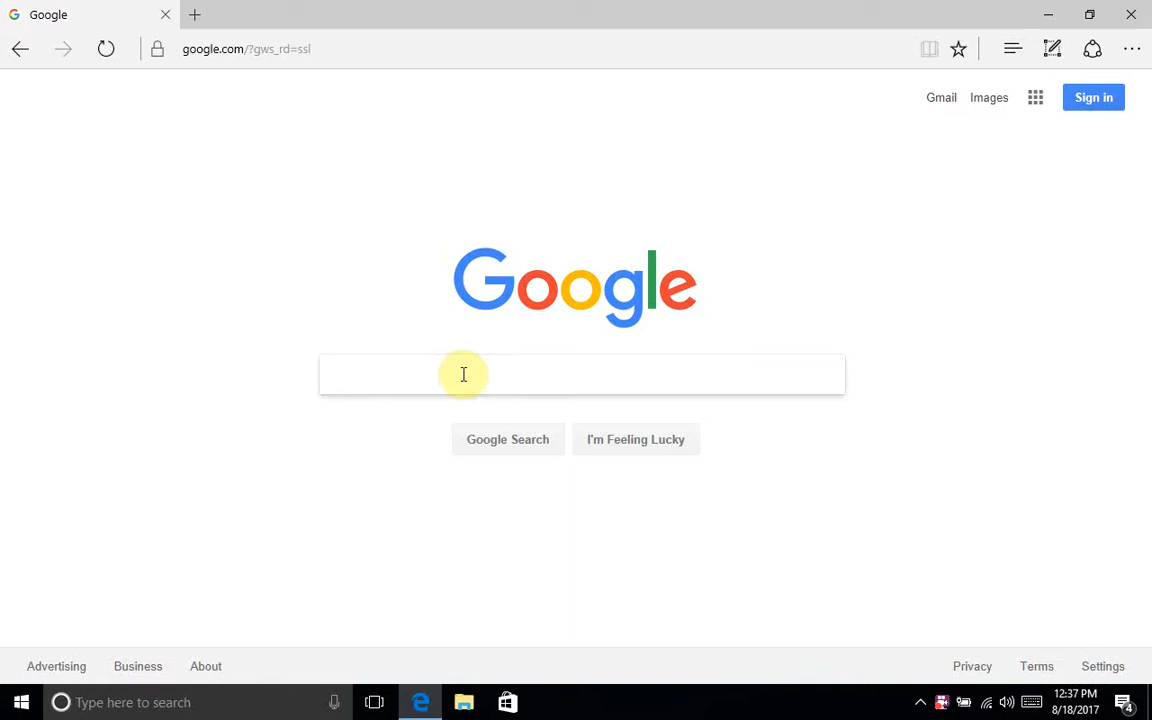 Google
google.com/?gws_rd=ssl
Gmail Images Sign in
Google
Google Search I'm Feeling Lucky
Advertising Business About Privacy Terms Settings
Type here to search
12:37 PM
8/18/2017
4